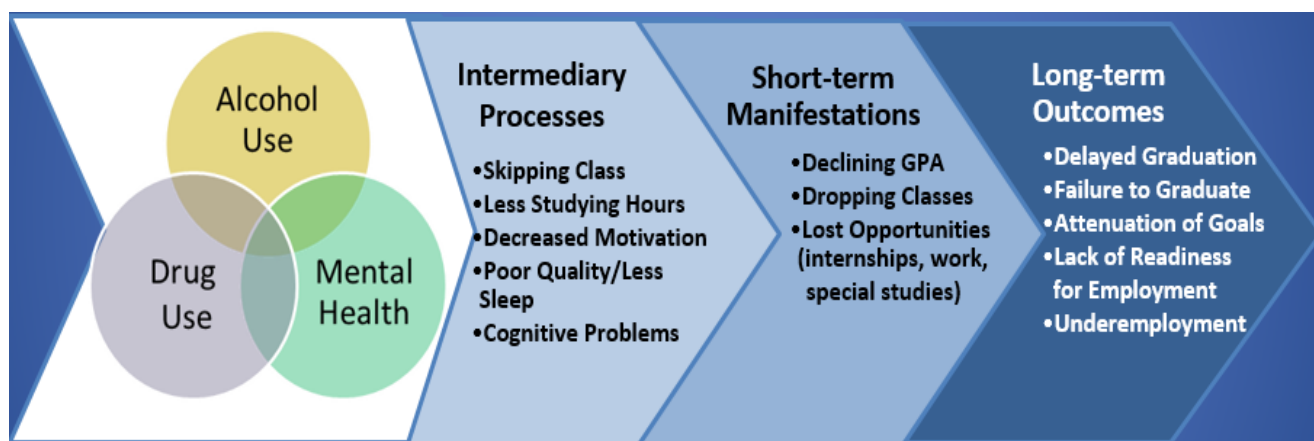 Alcohol
Use
Drug
Use
Mental
Health
Intermediary
Processes
•Skipping Class
•Less Studying Hours
•Decreased Motivation
•Poor Quality/Less
Sleep
•Cognitive Problems
Short-term
Manifestations
•Declining GPA
•Dropping Classes
•Lost Opportunities
(internships, work,
special studies)
Long-term
Outcomes
•Delayed Graduation
•Failure to Graduate
•Attenuation of Goals
•Lack of Readiness
for Employment
•Underemployment